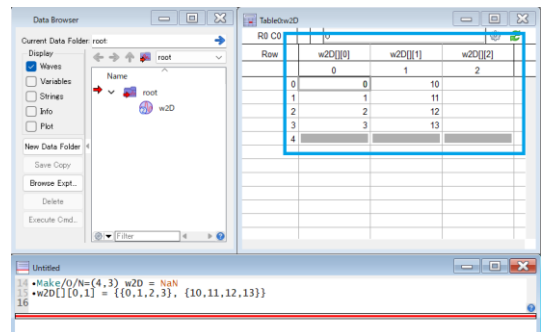 Data Browser
Current Data Folder: root:
Display
Waves
Variables
Strings
Info
Plot
New Data Folder
Save Copy
Browse Expt...
Delete
Execute Cmd...
root
Name
root
w2D
Filter
Table0:w2D
R0 C0
0
Row w2D[][0] w2D[][1] w2D[][2]
0 1 2
0 0 10
1 1 11
2 2 12
3 3 13
4
Untitled
14 •Make/O/N=(4,3) w2D = NaN
15 •w2D[][0,1] = {{0,1,2,3}, {10,11,12,13}}
16